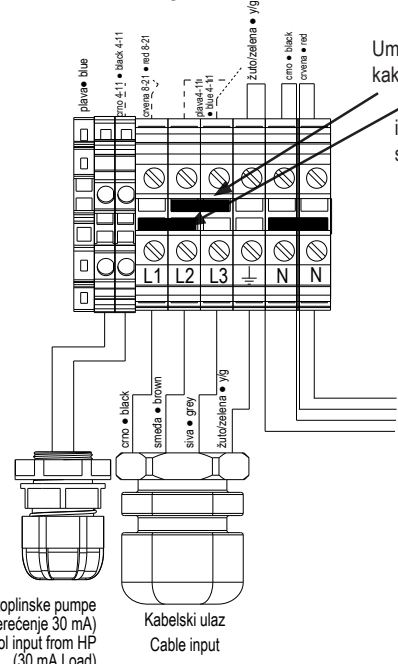 plava● blue
crno 4-11 ● black 4-11
crvena 8-21 ● red 8-21
plava4-11
● blue 4-11
žuto/zelena ● y/g
crno ● black
crvena ● red
Um
kak
i
s
L1 L2 L3 N N
crno ● black
smeđa ● brown
siva ● grey
žuto/zelena ● y/g
oplinske pumpe
erećenje 30 mA)
ol input from HP
(30 mA Load)
Kabelski ulaz
Cable input